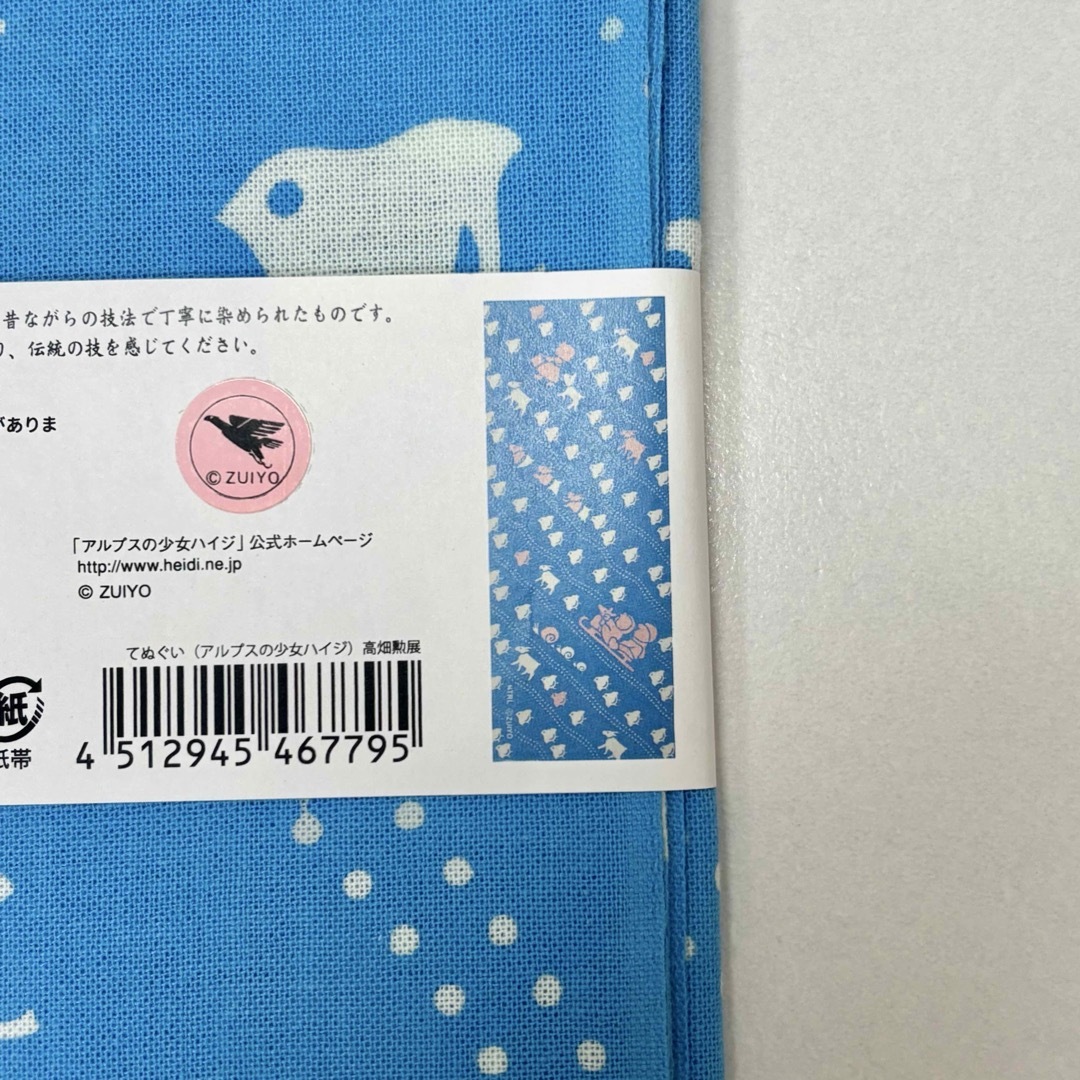 昔ながらの技法で丁寧に染められたものです。
り、伝統の技を感じてください。
がありま
© ZUIYO
「アルプスの少女ハイジ」公式ホームページ
http://www.heidi.ne.jp
© ZUIYO
てぬぐい（アルプスの少女ハイジ）高畑勲展
紙
紙帯
4 512945 467795
NTRL ©ZUIYO